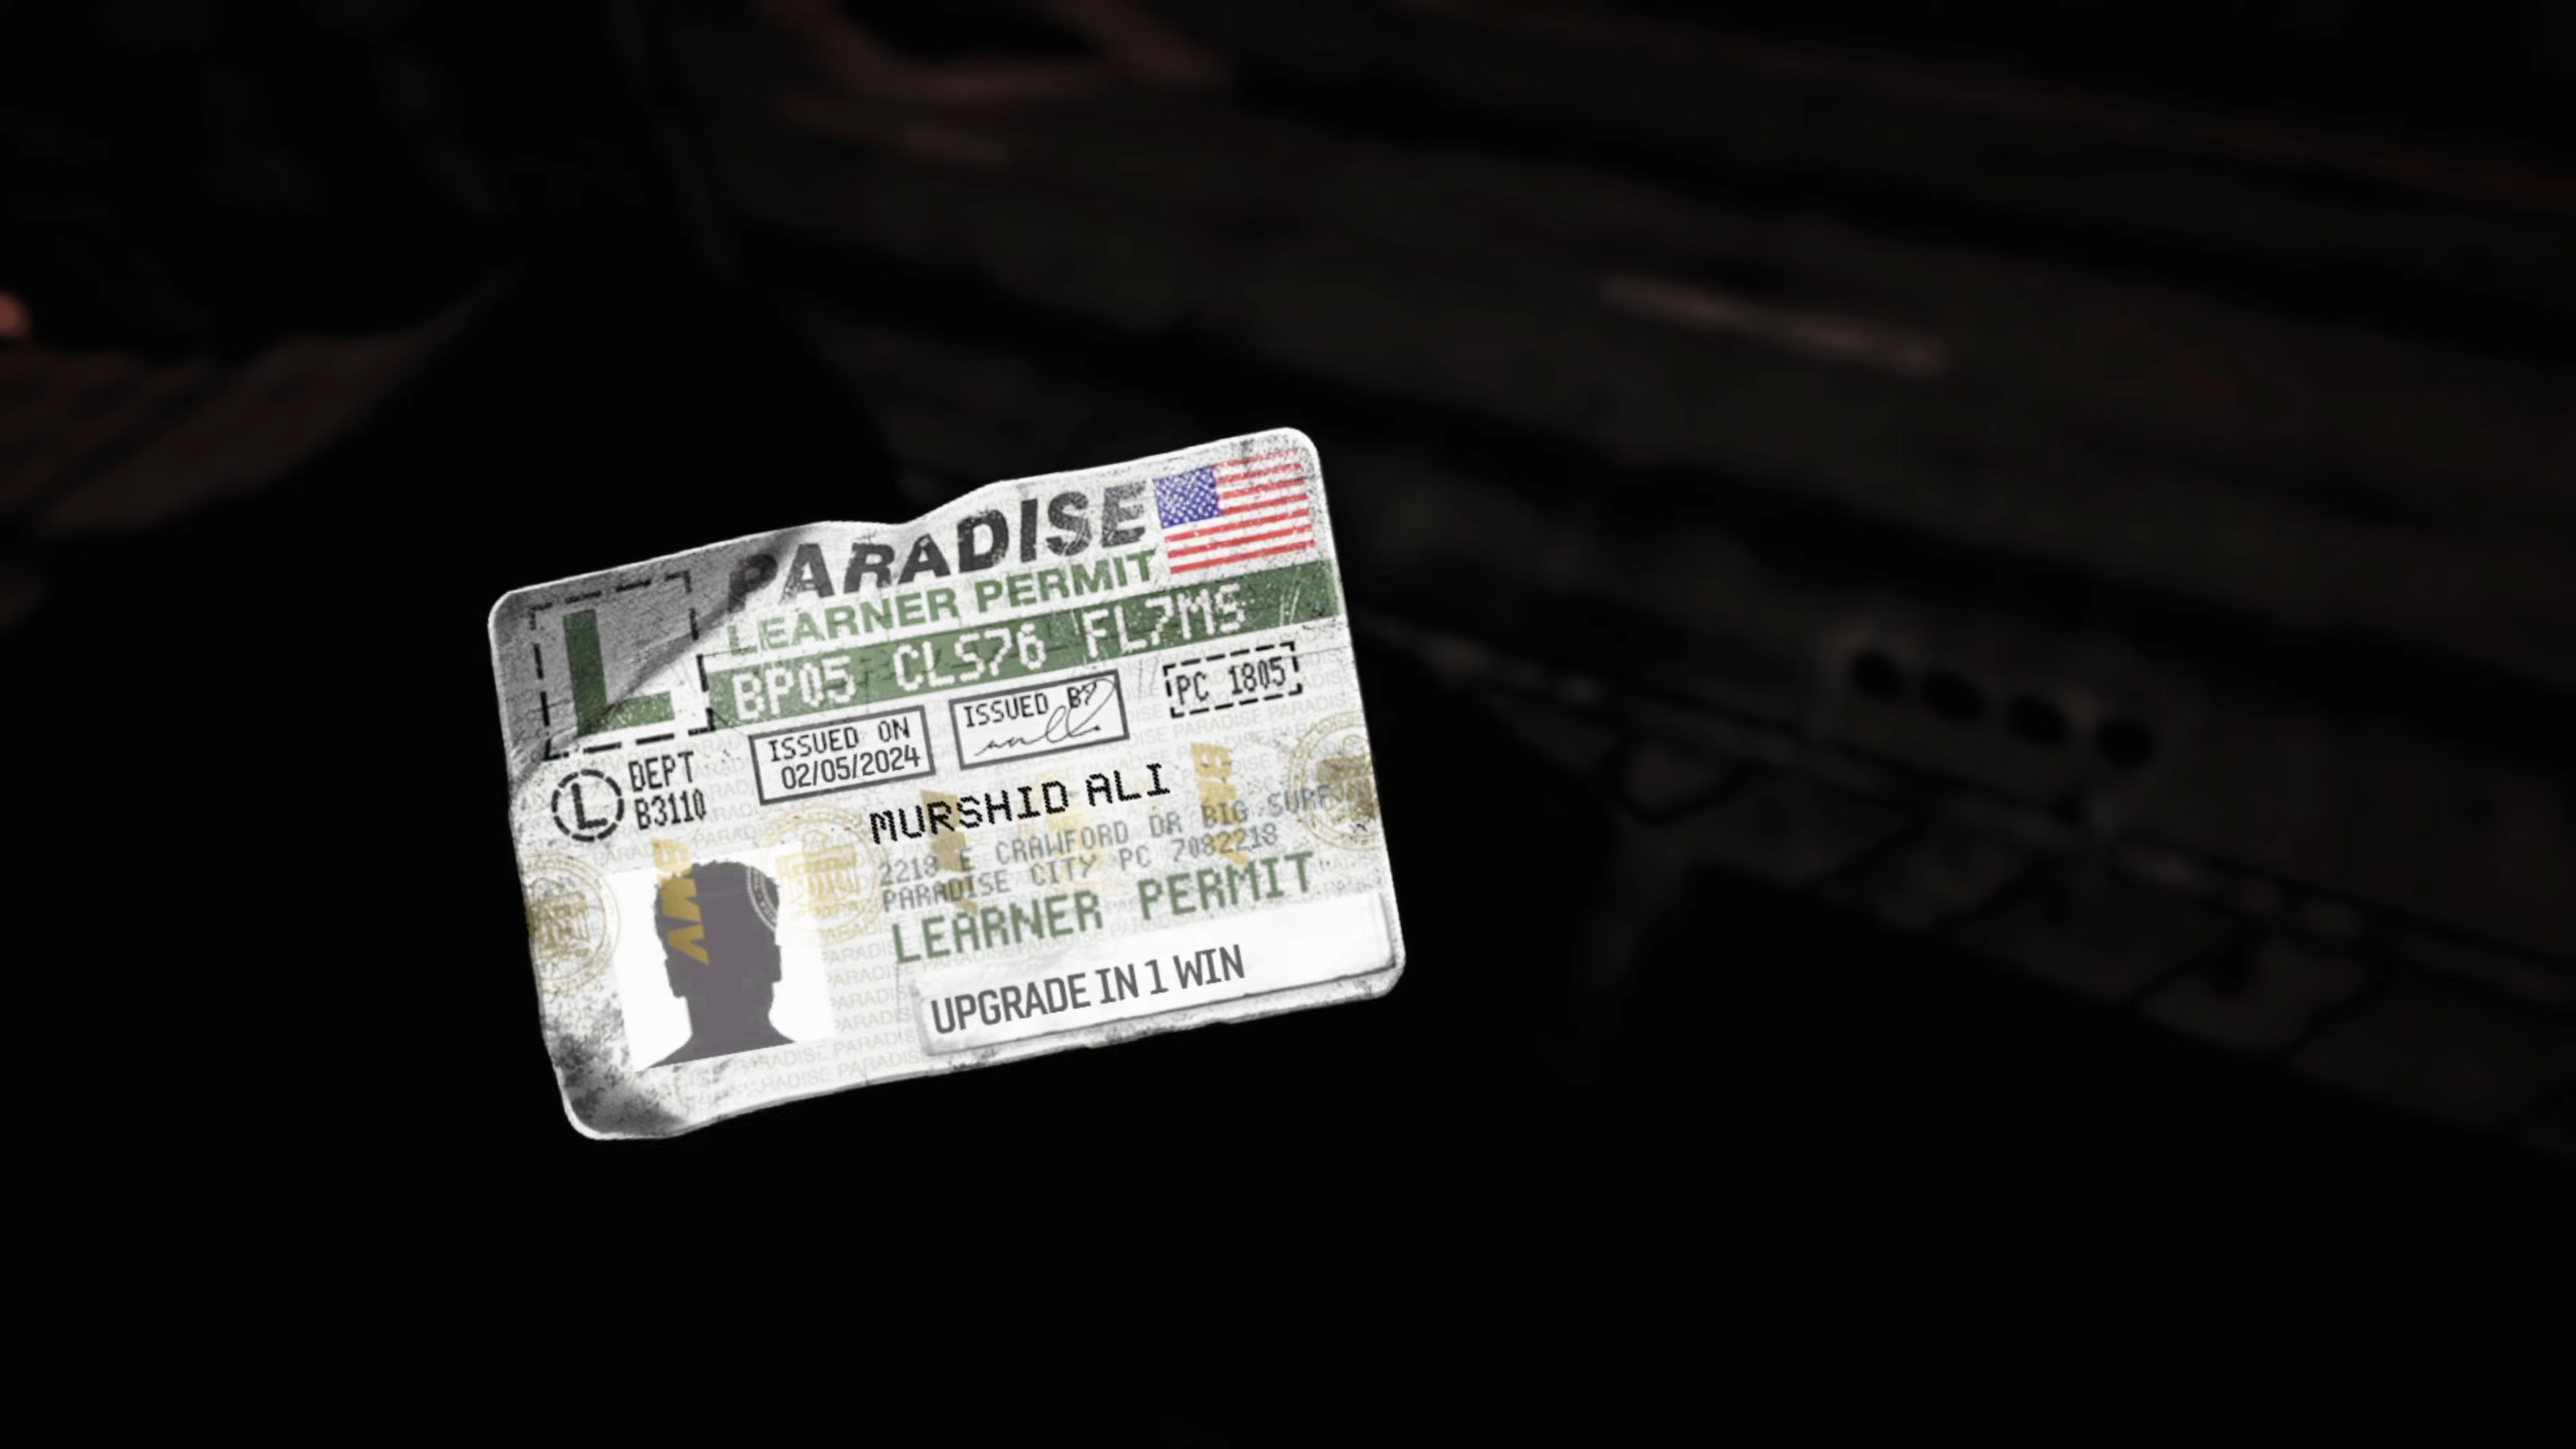 PARADISE
LEARNER PERMIT
L
BP05 CLS76 FL7MS
ISSUED ON
02/05/2024
ISSUED BY
PC 1805
L
DEPT
B3110
MURSHID ALI
2218 E CRAWFORD DR BIG SURF
PARADISE CITY PC 7082218
LEARNER PERMIT
UPGRADE IN 1 WIN